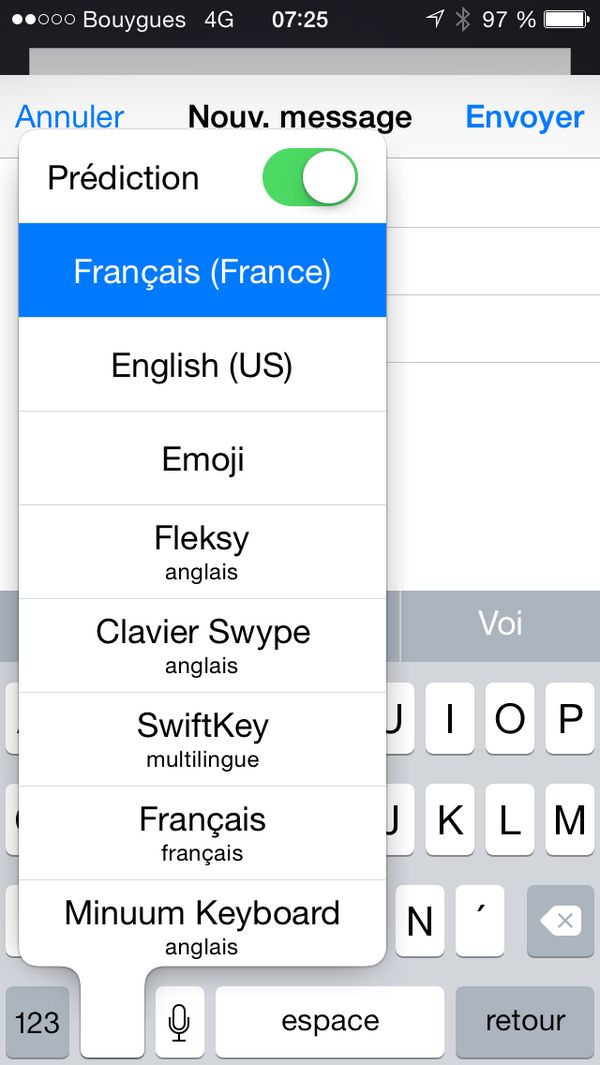 Bouygues 4G 07:25 97 %
Annuler Nouv. message Envoyer
Prédiction
Français (France)
English (US)
Emoji
Fleksy
anglais
Clavier Swype
anglais
SwiftKey
multilingue
Français
français
Minuum Keyboard
anglais
Voi
I O P
J K L M
N ´
123 espace retour